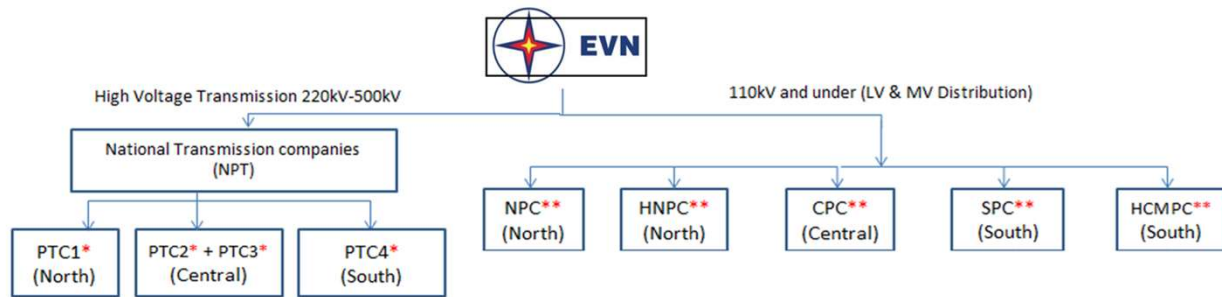 EVN
High Voltage Transmission 220kV-500kV
110kV and under (LV & MV Distribution)
National Transmission companies
(NPT)
NPC**
(North)
HNPC**
(North)
CPC**
(Central)
SPC**
(South)
HCMPC**
(South)
PTC1*
(North)
PTC2* + PTC3*
(Central)
PTC4*
(South)